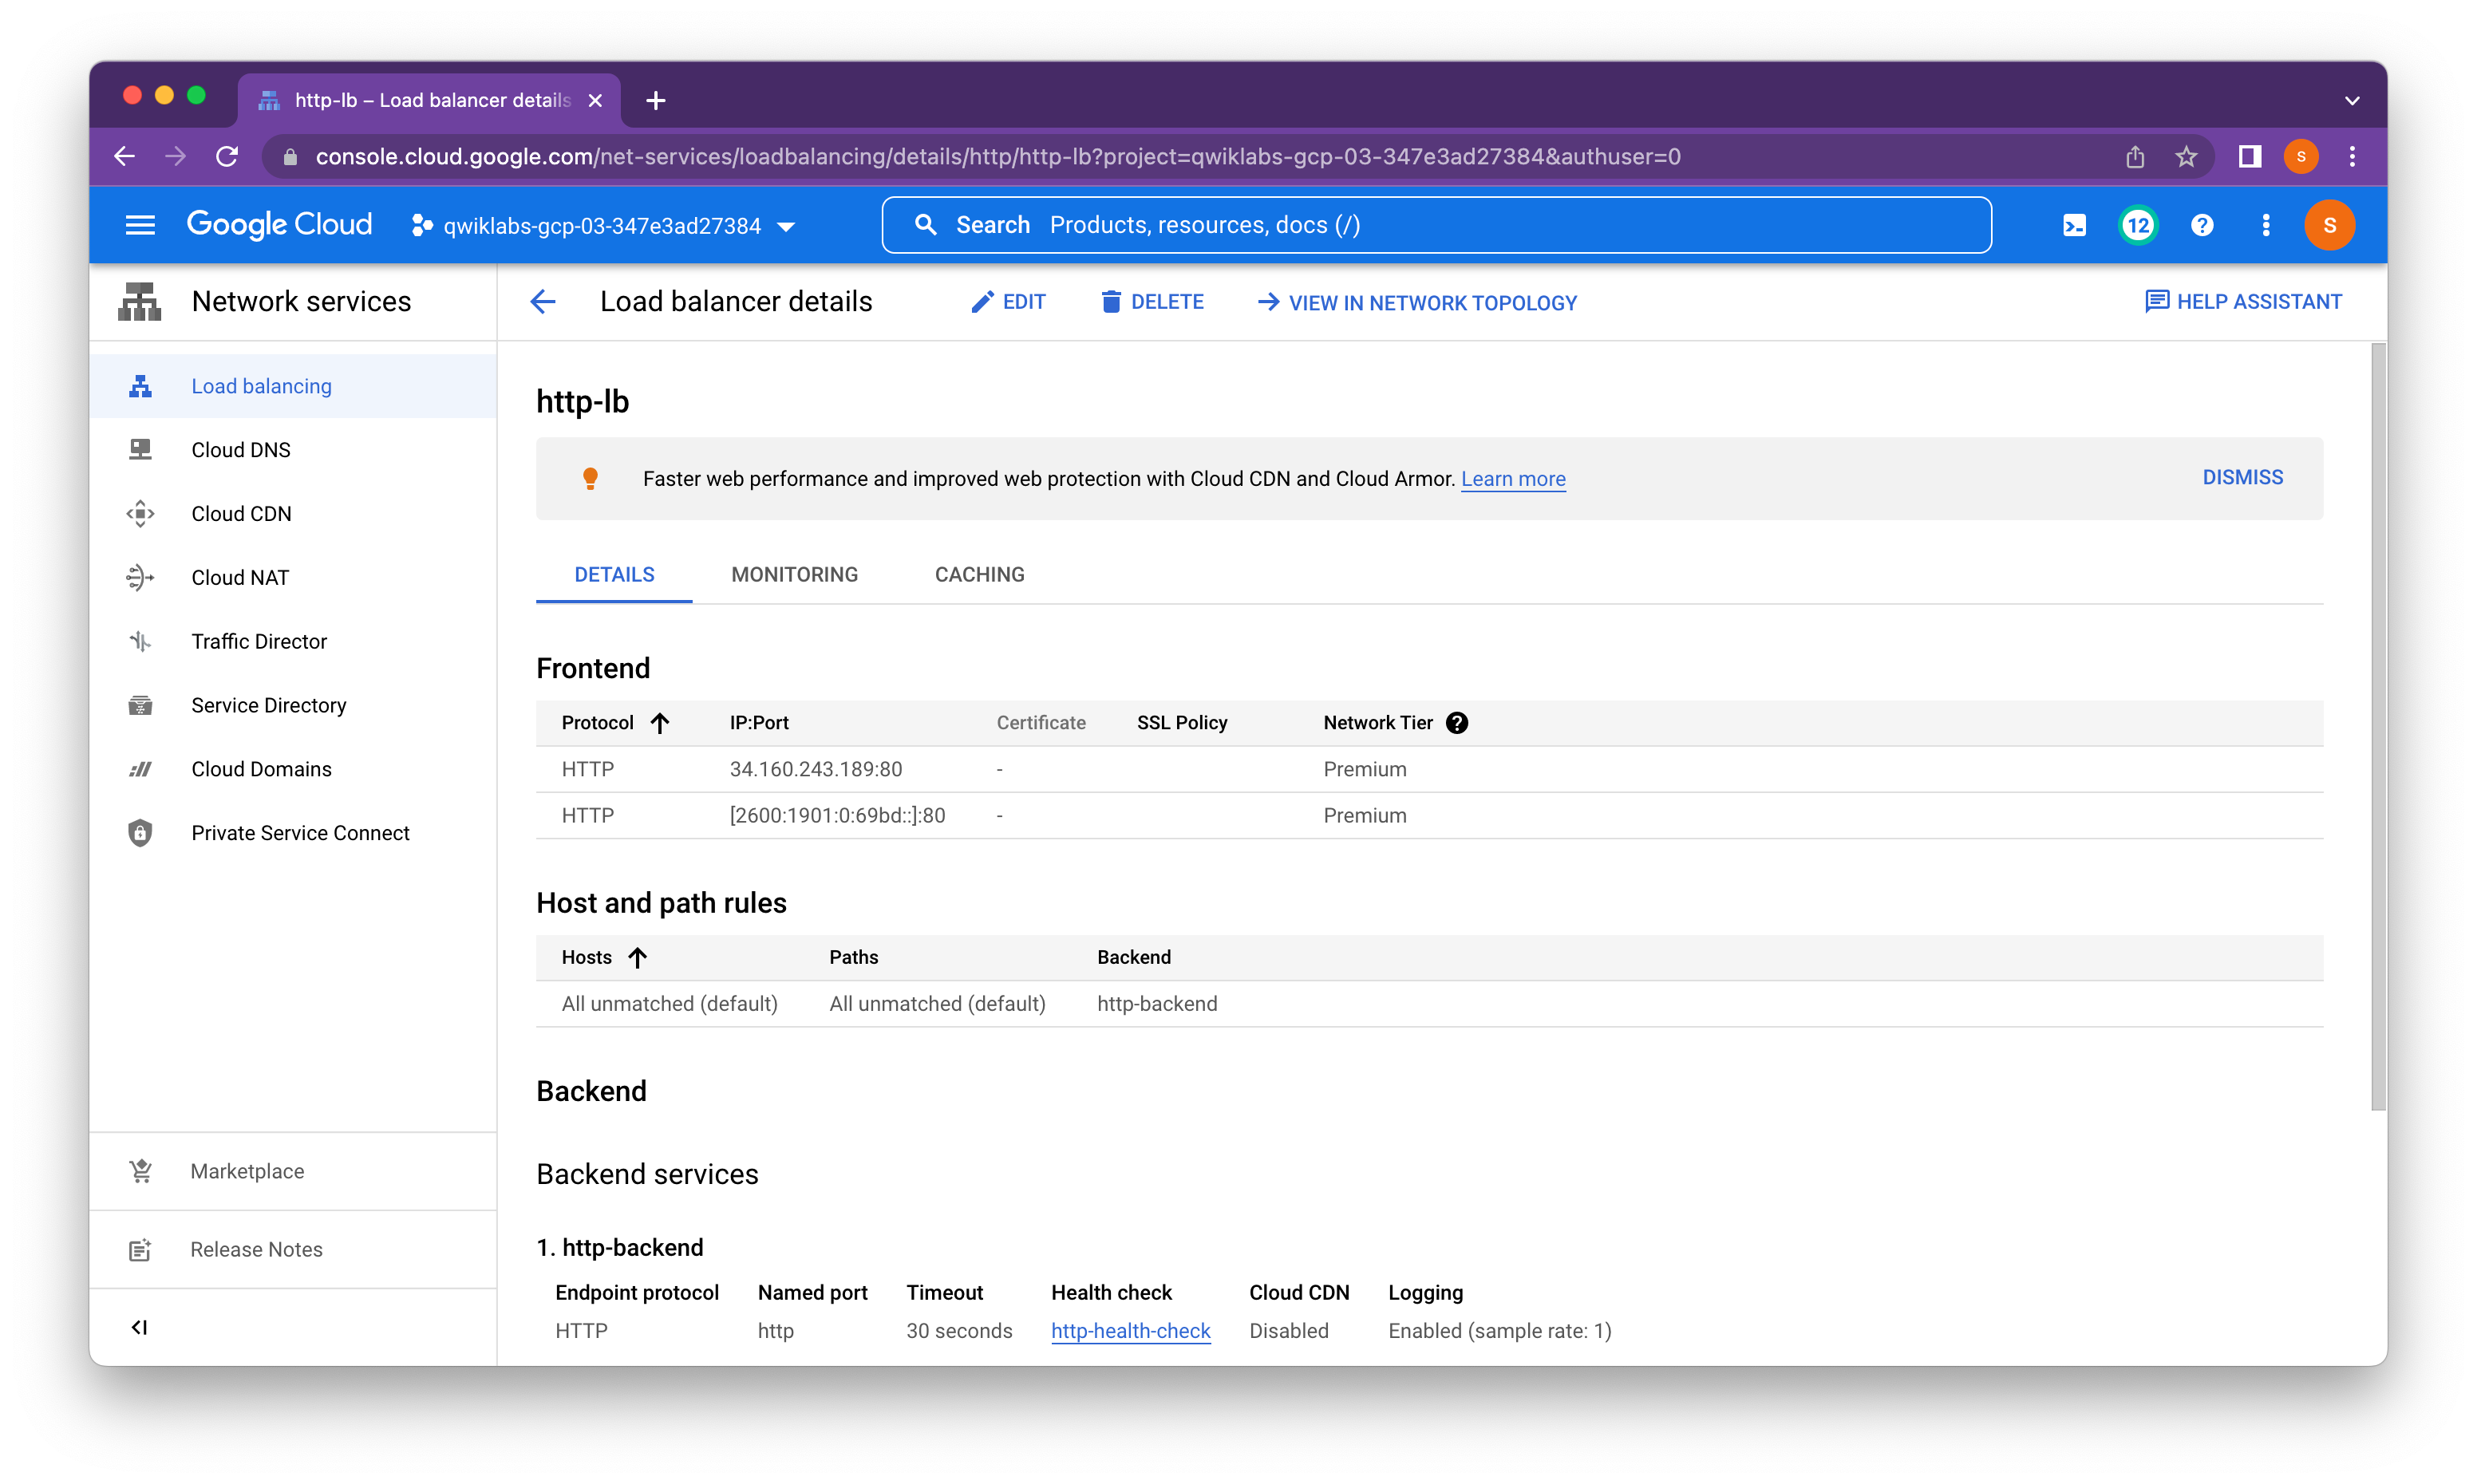 http-lb – Load balancer details
console.cloud.google.com/net-services/loadbalancing/details/http/http-lb?project=qwiklabs-gcp-03-347e3ad27384&authuser=0
S
Google Cloud
qwiklabs-gcp-03-347e3ad27384
Search Products, resources, docs (/)
12
S
Network services
Load balancer details
EDIT
DELETE
VIEW IN NETWORK TOPOLOGY
HELP ASSISTANT
Load balancing
Cloud DNS
Cloud CDN
Cloud NAT
Traffic Director
Service Directory
Cloud Domains
Private Service Connect
Marketplace
Release Notes
http-lb
Faster web performance and improved web protection with Cloud CDN and Cloud Armor. Learn more
DISMISS
DETAILS MONITORING CACHING
Frontend
Protocol IP:Port Certificate SSL Policy Network Tier
HTTP 34.160.243.189:80 - Premium
HTTP [2600:1901:0:69bd::]:80 - Premium
Host and path rules
Hosts Paths Backend
All unmatched (default) All unmatched (default) http-backend
Backend
Backend services
1. http-backend
Endpoint protocol Named port Timeout Health check Cloud CDN Logging
HTTP http 30 seconds http-health-check Disabled Enabled (sample rate: 1)